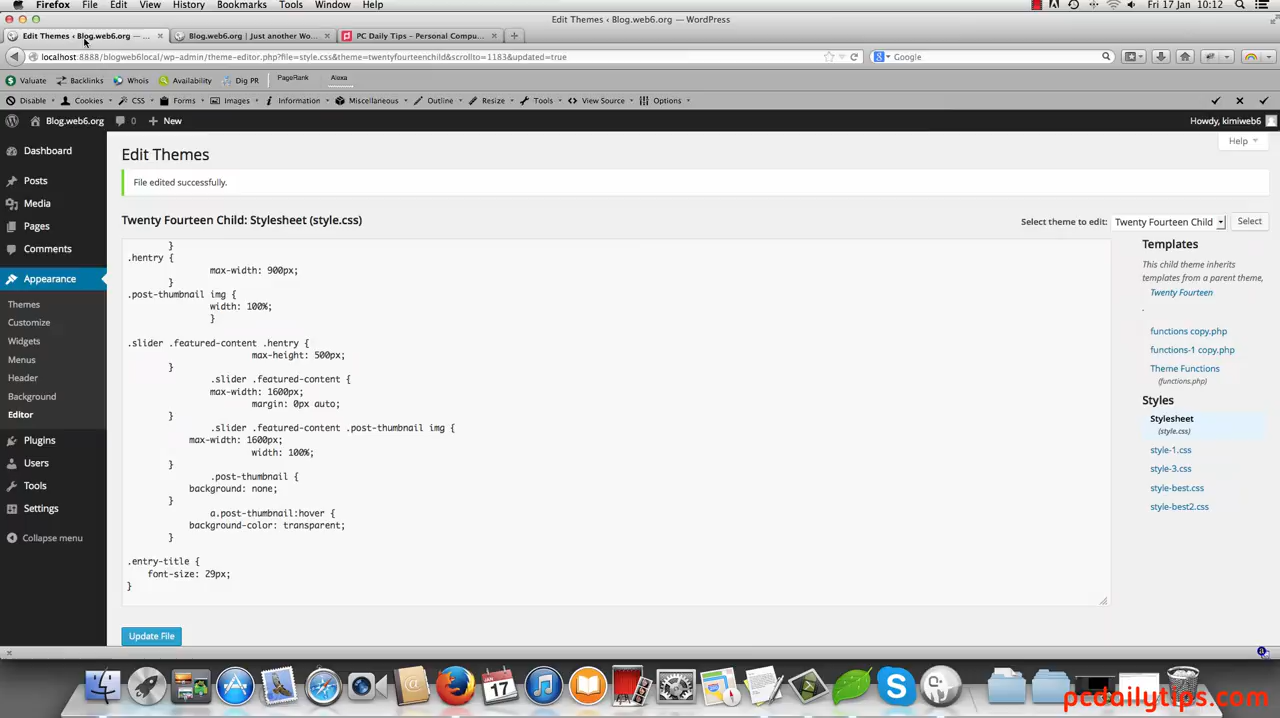 Firefox File Edit View History Bookmarks Tools Window Help Fri 17 Jan 10:12
Edit Themes ‹ Blog.web6.org — WordPress
Edit Themes ‹ Blog.web6.org — ... Blog.web6.org | Just another Wo... PC Daily Tips – Personal Compu...
localhost:8888/blogweb6local/wp-admin/theme-editor.php?file=style.css&theme=twentyfourteenchild&scrollto=1183&updated=true Google
Valuate Backlinks Whois Availability Dig PR PageRank Alexa
Disable Cookies CSS Forms Images Information Miscellaneous Outline Resize Tools View Source Options
Blog.web6.org 0 New Howdy, kimiweb6
Help
Dashboard
Posts
Media
Pages
Comments
Appearance
Themes
Customize
Widgets
Menus
Header
Background
Editor
Plugins
Users
Tools
Settings
Collapse menu
Edit Themes
File edited successfully.
Twenty Fourteen Child: Stylesheet (style.css)
Select theme to edit: Twenty Fourteen Child Select
}
.hentry {
max-width: 900px;
}
.post-thumbnail img {
width: 100%;
}
.slider .featured-content .hentry {
max-height: 500px;
}
.slider .featured-content {
max-width: 1600px;
margin: 0px auto;
}
.slider .featured-content .post-thumbnail img {
max-width: 1600px;
width: 100%;
}
.post-thumbnail {
background: none;
}
a.post-thumbnail:hover {
background-color: transparent;
}
.entry-title {
font-size: 29px;
}
Update File
Templates
This child theme inherits
templates from a parent theme,
Twenty Fourteen
.
functions copy.php
functions-1 copy.php
Theme Functions
(functions.php)
Styles
Stylesheet
(style.css)
style-1.css
style-3.css
style-best.css
style-best2.css
17
pcdailytips.com